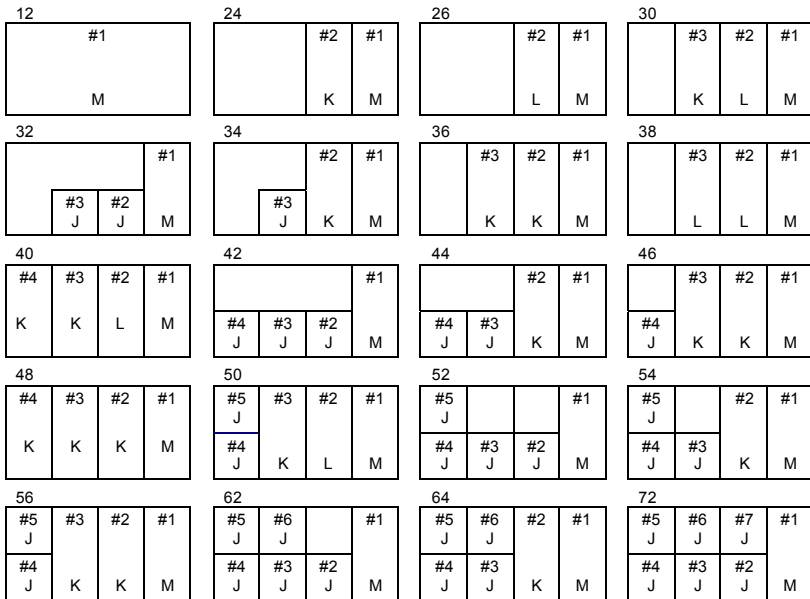 12 24 26 30
#1 #2 #1 #2 #1 #3 #2 #1
M K M L M K L M
32 34 36 38
#1 #2 #1 #3 #2 #1 #3 #2 #1
#3 #2 #3
J J M J K M K K M L L M
40 42 44 46
#4 #3 #2 #1 #1 #2 #1 #3 #2 #1
K K L M #4 #3 #2 #4 #3 #4
J J J M J J K M J K K M
48 50 52 54
#4 #3 #2 #1 #5 #3 #2 #1 #5 #1 #5 #2 #1
J J J
K K K M #4 #4 #3 #2 #4 #3
J K L M J J J M J J K M
56 62 64 72
#5 #3 #2 #1 #5 #6 #1 #5 #6 #2 #1 #5 #6 #7 #1
J J J J J J J J
#4 #4 #3 #2 #4 #3 #4 #3 #2
J K K M J J J M J J K M J J J M